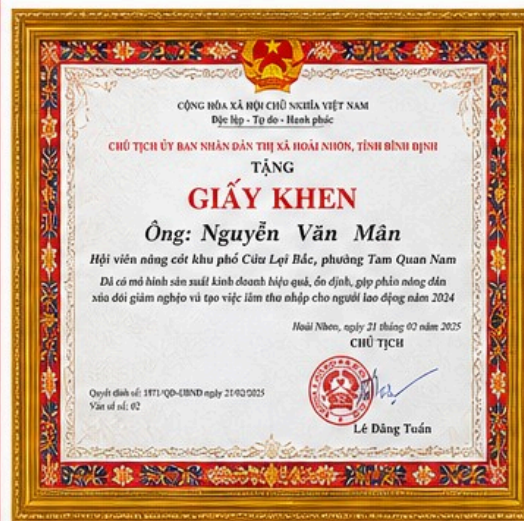 CỘNG HÒA XÃ HỘI CHỦ NGHĨA VIỆT NAM
Độc lập - Tự do - Hạnh phúc
CHỦ TỊCH ỦY BAN NHÂN DÂN THỊ XÃ HOÀI NHƠN, TỈNH BÌNH ĐỊNH
TẶNG
GIẤY KHEN
Ông: Nguyễn Văn Mân
Hội viên nông cốt khu phố Cửu Lợi Bắc, phường Tam Quan Nam
Đã có mô hình sản xuất kinh doanh hiệu quả, ổn định, góp phần nông dân
xóa đói giảm nghèo và tạo việc làm thu nhập cho người lao động năm 2024
Hoài Nhơn, ngày 21 tháng 02 năm 2025
CHỦ TỊCH
Quyết định số: 1871/QĐ-UBND ngày 21/02/2025
Vào sổ số: 02
Lê Đăng Tuấn